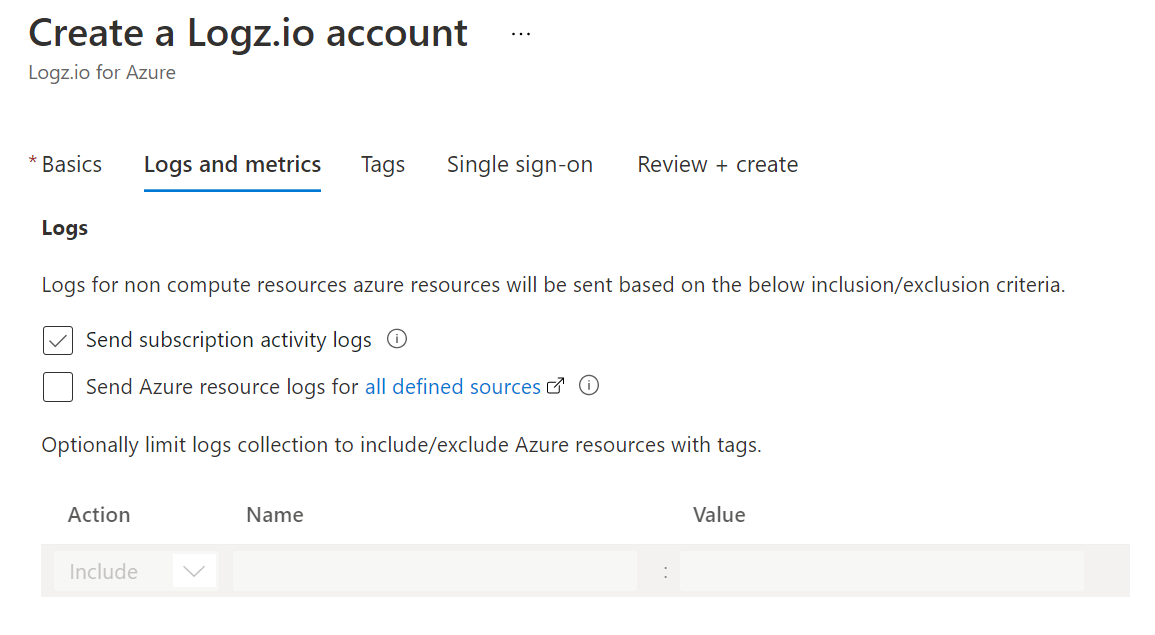 Create a Logz.io account ...
Logz.io for Azure
* Basics Logs and metrics Tags Single sign-on Review + create
Logs
Logs for non compute resources azure resources will be sent based on the below inclusion/exclusion criteria.
Send subscription activity logs
Send Azure resource logs for all defined sources
Optionally limit logs collection to include/exclude Azure resources with tags.
Action Name Value
Include :